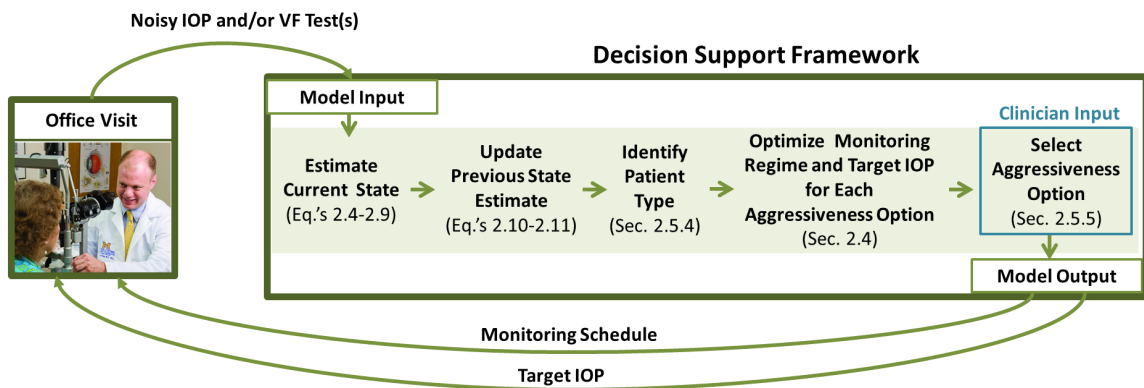 Noisy IOP and/or VF Test(s)
Decision Support Framework
Office Visit
Model Input
Estimate
Current State
(Eq.'s 2.4-2.9)
Update
Previous State
Estimate
(Eq.'s 2.10-2.11)
Identify
Patient
Type
(Sec. 2.5.4)
Optimize Monitoring
Regime and Target IOP
for Each
Aggressiveness Option
(Sec. 2.4)
Clinician Input
Select
Aggressiveness
Option
(Sec. 2.5.5)
Model Output
Monitoring Schedule
Target IOP